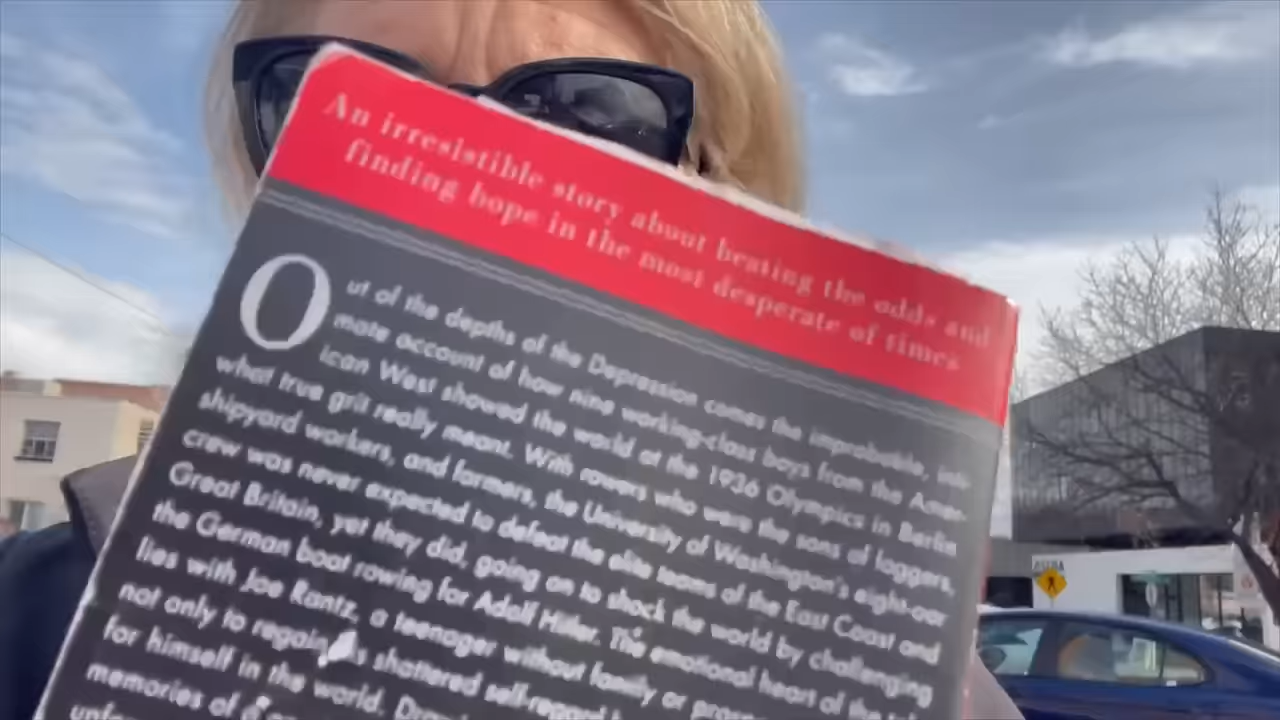 An irresistible story about beating the odds and
finding hope in the most desperate of times
Out of the depths of the Depression comes the improbable, inti-
mate account of how nine working-class boys from the Amer-
ican West showed the world at the 1936 Olympics in Berlin
what true grit really meant. With rowers who were the sons of loggers,
shipyard workers, and farmers, the University of Washington's eight-oar
crew was never expected to defeat the elite teams of the East Coast and
Great Britain, yet they did, going on to shock the world by challenging
the German boat rowing for Adolf Hitler. The emotional heart of the
lies with Joe Rantz, a teenager without family or
not only to regain shattered self-regard
for himself in the world.
memories of